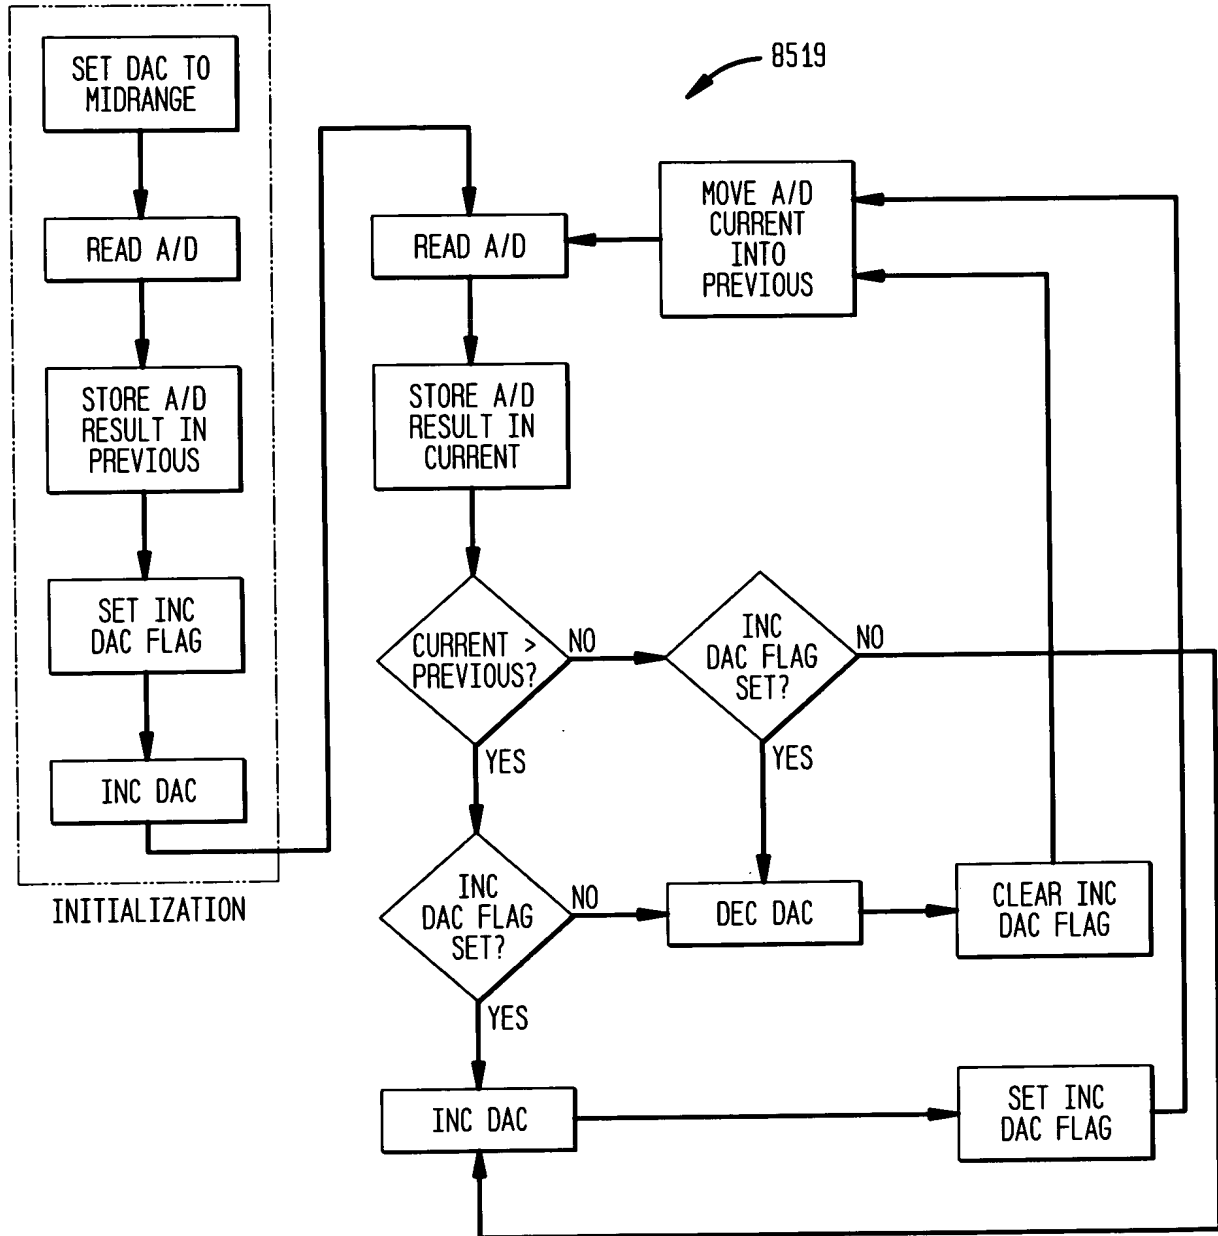 SET DAC TO
MIDRANGE
READ A/D
STORE A/D
RESULT IN
PREVIOUS
SET INC
DAC FLAG
INC DAC
INITIALIZATION
8519
READ A/D
MOVE A/D
CURRENT
INTO
PREVIOUS
STORE A/D
RESULT IN
CURRENT
CURRENT >
PREVIOUS?
NO
YES
INC
DAC FLAG
SET?
NO
YES
INC
DAC FLAG
SET?
NO
YES
DEC DAC
CLEAR INC
DAC FLAG
INC DAC
SET INC
DAC FLAG